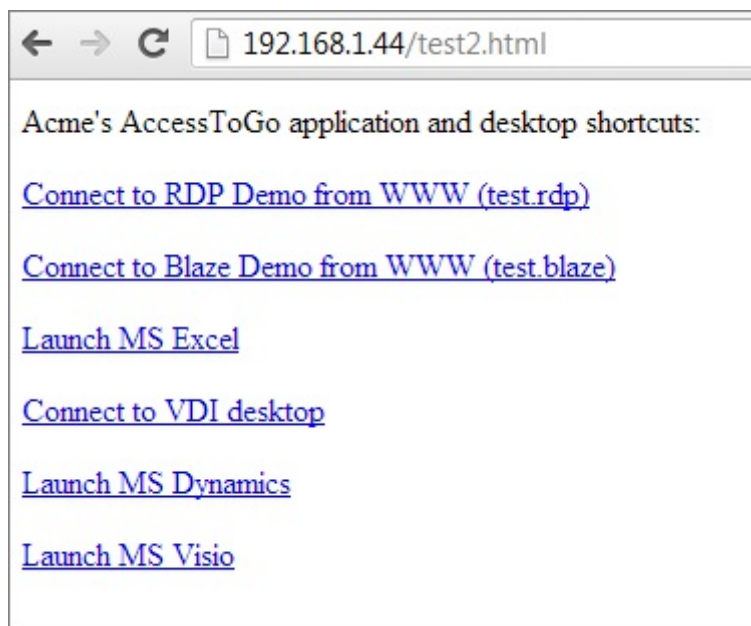 192.168.1.44/test2.html
Acme's AccessToGo application and desktop shortcuts:
Connect to RDP Demo from WWW (test.rdp)
Connect to Blaze Demo from WWW (test.blaze)
Launch MS Excel
Connect to VDI desktop
Launch MS Dynamics
Launch MS Visio